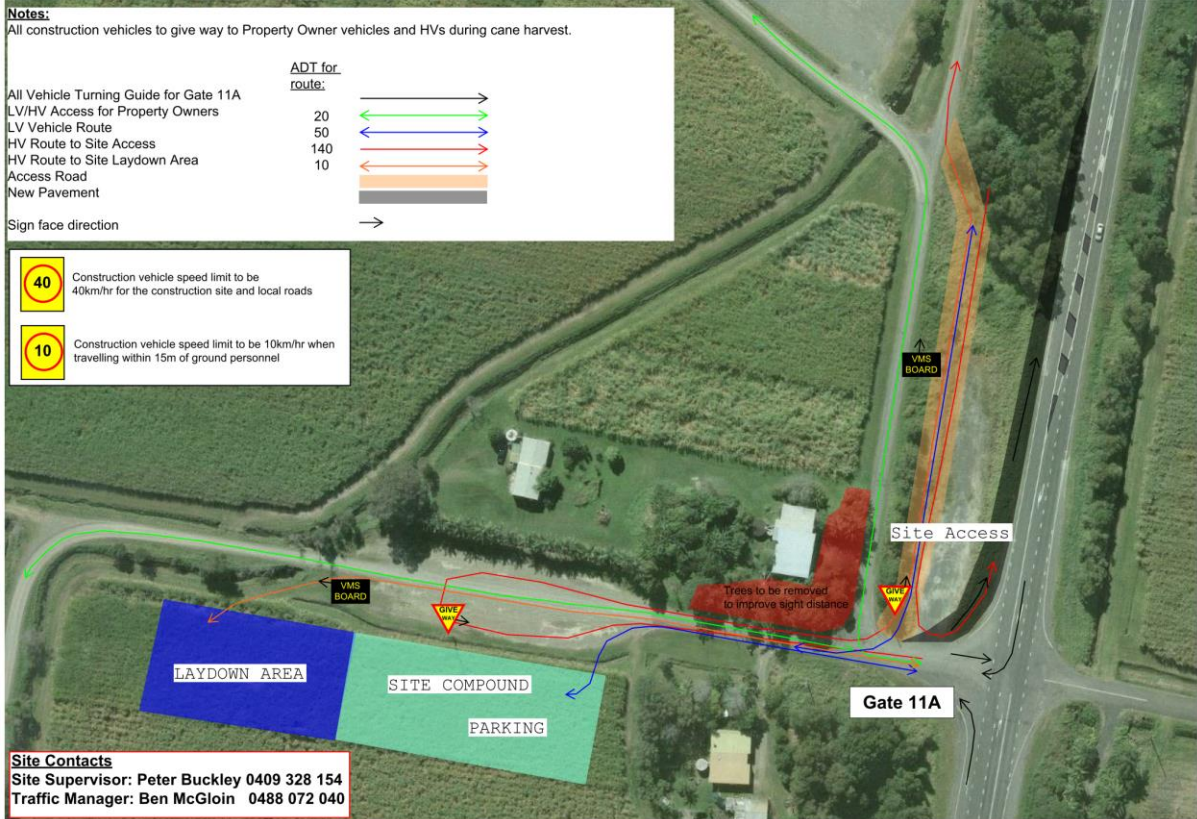 Notes:
All construction vehicles to give way to Property Owner vehicles and HVs during cane harvest.
ADT for
route:
All Vehicle Turning Guide for Gate 11A
LV/HV Access for Property Owners 20
LV Vehicle Route 50
HV Route to Site Access 140
HV Route to Site Laydown Area 10
Access Road
New Pavement
Sign face direction
40
Construction vehicle speed limit to be
40km/hr for the construction site and local roads
10
Construction vehicle speed limit to be 10km/hr when
travelling within 15m of ground personnel
VMS
BOARD
Site Access
Trees to be removed
to improve sight distance
GIVE
WAY
VMS
BOARD
GIVE
WAY
LAYDOWN AREA
SITE COMPOUND
PARKING
Gate 11A
Site Contacts
Site Supervisor: Peter Buckley 0409 328 154
Traffic Manager: Ben McGloin 0488 072 040